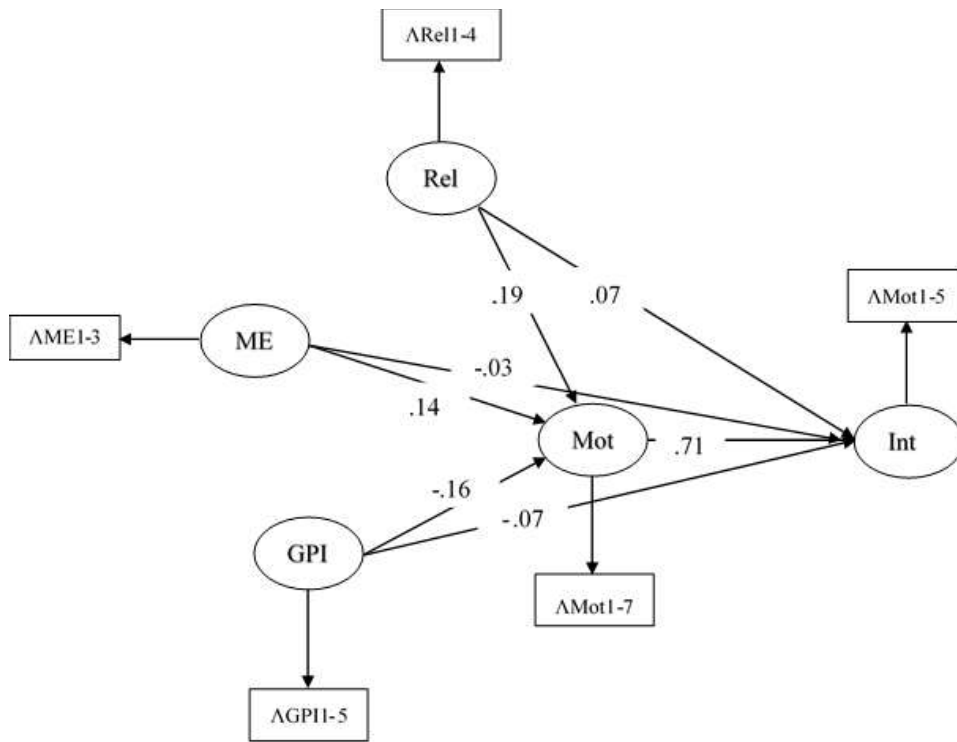 ΛRel1-4
Rel
.19
.07
ΛMot1-5
ΛME1-3
ME
-.03
.14
Mot
.71
Int
-.16
-.07
GPI
ΛMot1-7
ΛGPI1-5